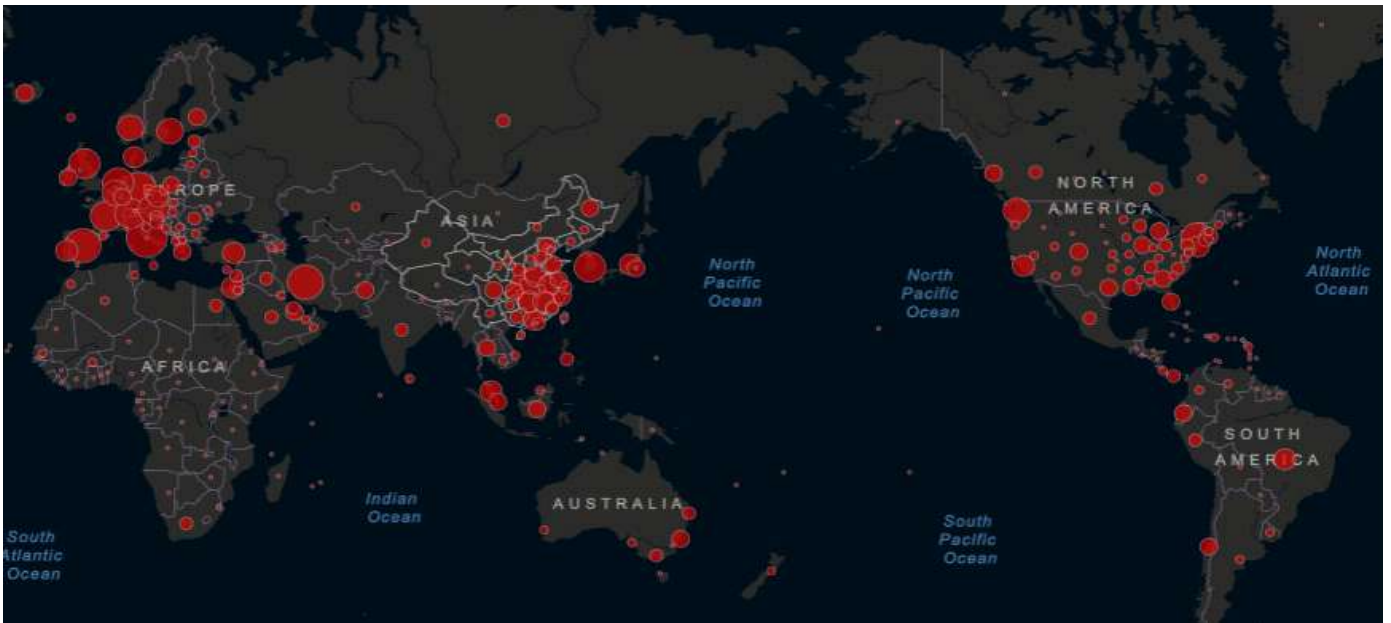 EUROPE
ASIA
NORTH
AMERICA
North
Pacific
Ocean
North
Pacific
Ocean
North
Atlantic
Ocean
AFRICA
SOUTH
AMERICA
Indian
Ocean
AUSTRALIA
South
Pacific
Ocean
South
Atlantic
Ocean